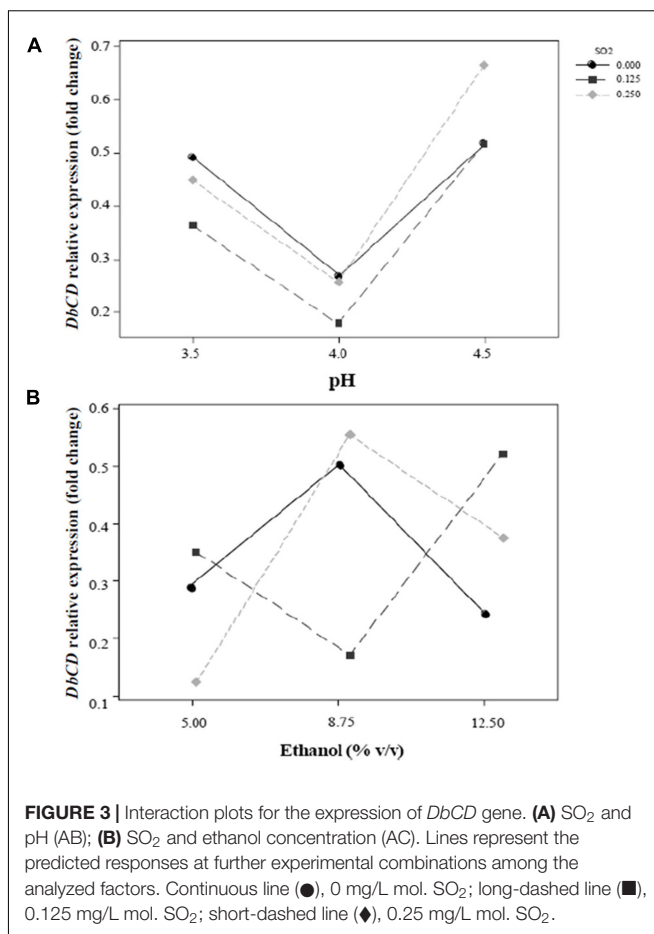 A
DbCD relative expression (fold change)
0.7
0.6
0.5
0.4
0.3
0.2
3.5
4.0
4.5
pH
SO2
0.000
0.125
0.250
B
DbCD relative expression (fold change)
0.6
0.5
0.4
0.3
0.2
0.1
5.00
8.75
12.50
Ethanol (% v/v)
FIGURE 3 | Interaction plots for the expression of DbCD gene. (A) SO2 and
pH (AB); (B) SO2 and ethanol concentration (AC). Lines represent the
predicted responses at further experimental combinations among the
analyzed factors. Continuous line (●), 0 mg/L mol. SO2; long-dashed line (■),
0.125 mg/L mol. SO2; short-dashed line (♦), 0.25 mg/L mol. SO2.